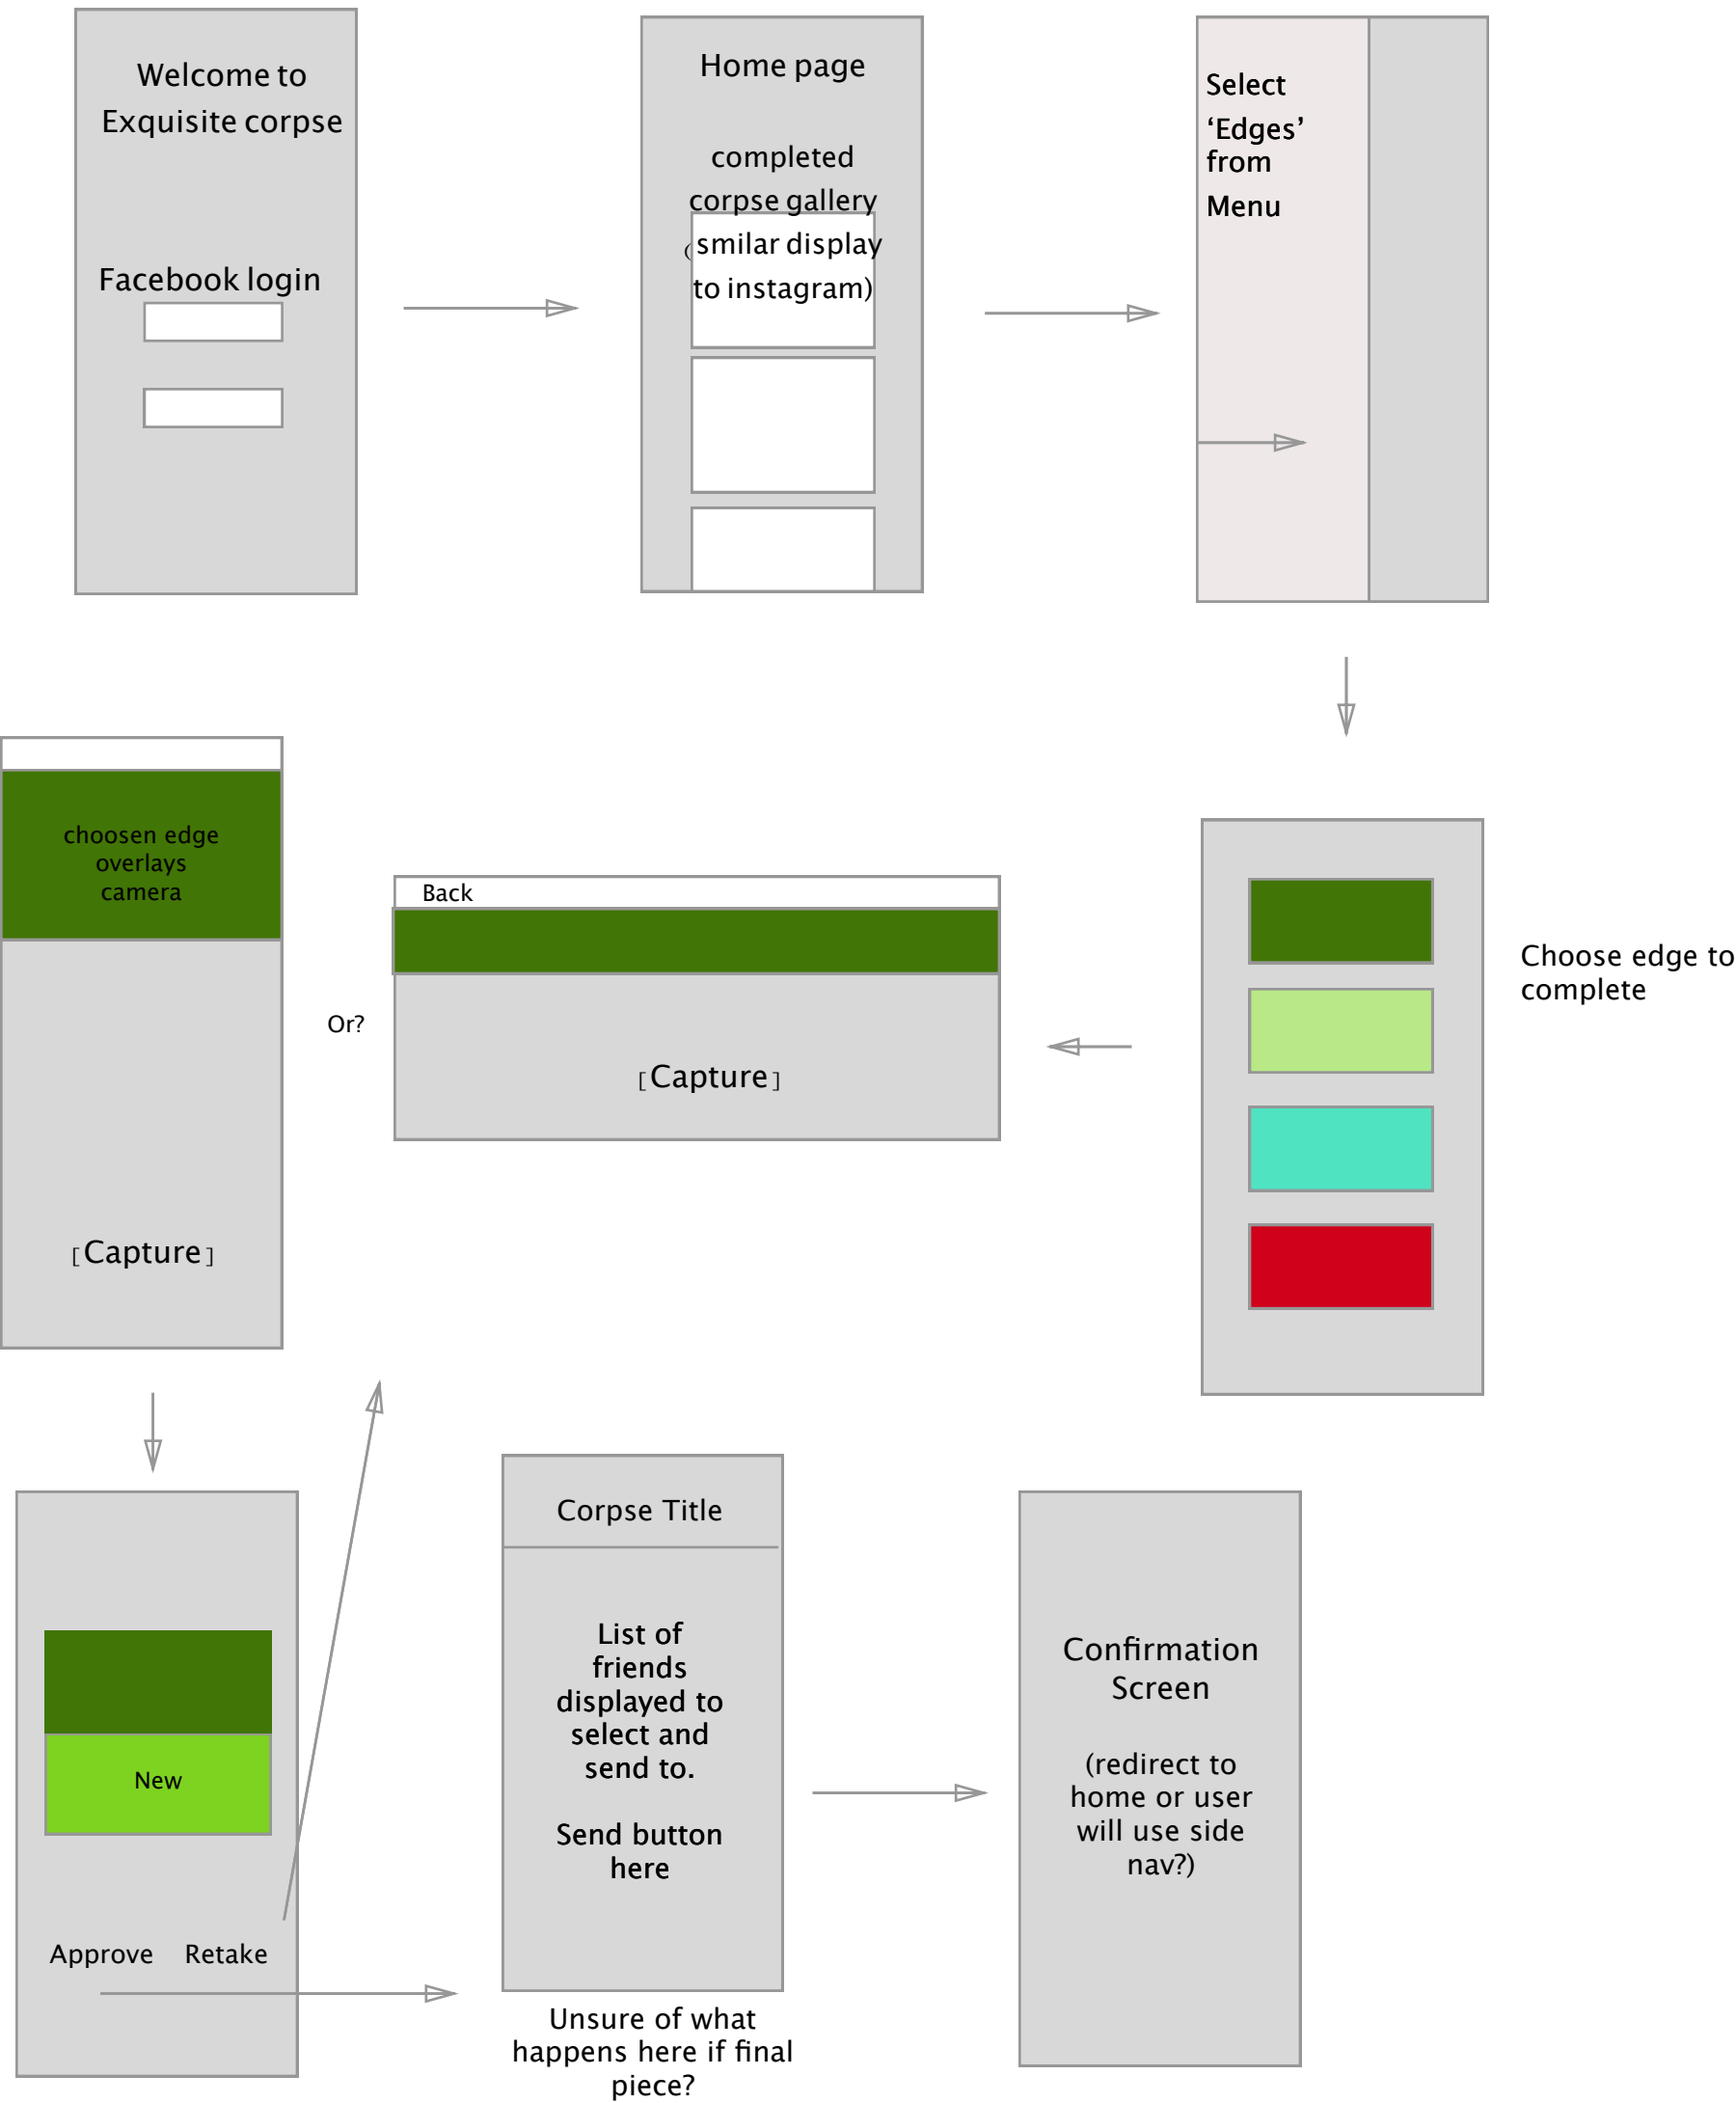 Welcome to
Exquisite corpse
Facebook login
Home page
completed
corpse gallery
(smilar display
to instagram)
Select
‘Edges’
from
Menu
choosen edge
overlays
camera
[Capture]
Or?
Back
[Capture]
Choose edge to
complete
New
Approve Retake
Corpse Title
List of
friends
displayed to
select and
send to.
Send button
here
Unsure of what
happens here if final
piece?
Confirmation
Screen
(redirect to
home or user
will use side
nav?)